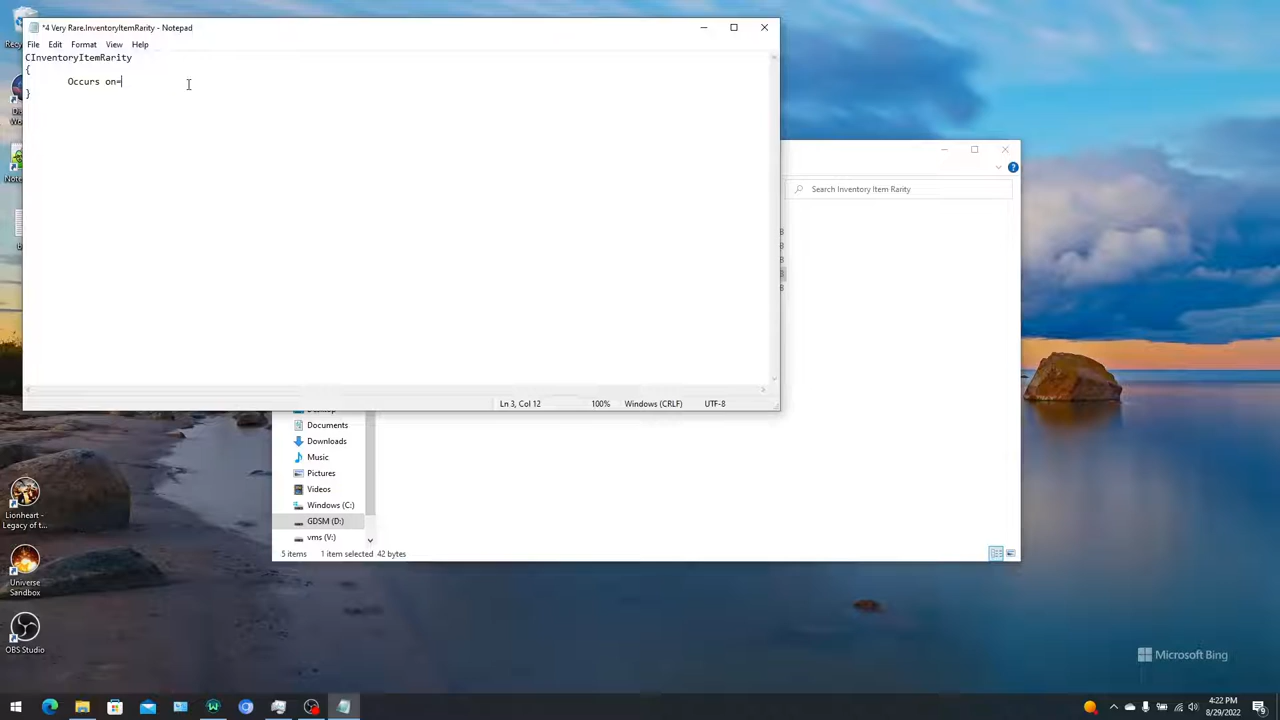 *4 Very Rare.InventoryItemRarity - Notepad
File Edit Format View Help
CInventoryItemRarity
{
Occurs on=
}
Ln 3, Col 12 100% Windows (CRLF) UTF-8
Search Inventory Item Rarity
Documents
Downloads
Music
Pictures
Videos
Windows (C:)
GDSM (D:)
vms (V:)
5 items 1 item selected 42 bytes
Lionheart -
Legacy of t...
Universe
Sandbox
OBS Studio
Microsoft Bing
4:22 PM
8/29/2022